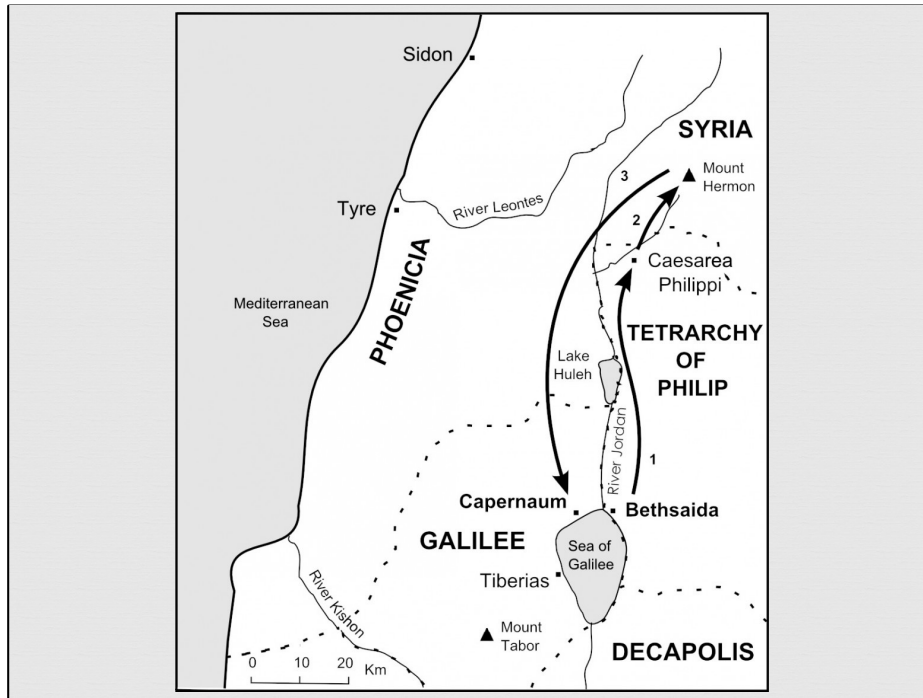 Sidon
SYRIA
3
Mount
Hermon
River Leontes
Tyre
2
Caesarea
Philippi
PHOENICIA
Mediterranean
Sea
TETRARCHY
OF
PHILIP
Lake
Huleh
River Jordan
1
Capernaum
Bethsaida
GALILEE
Sea of
Galilee
Tiberias
River Kishon
Mount
Tabor
DECAPOLIS
0 10 20
Km